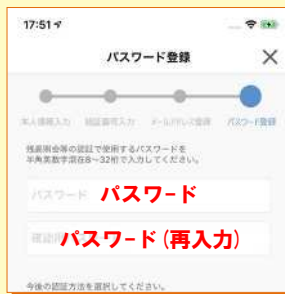 17:51
パスワード登録
本人情報入力 認証番号入力 メールアドレス登録 パスワード登録
残高照会等の認証で使用するパスワードを
半角英数字混在8〜32桁で入力してください。
パスワード パスワード
パスワード(再入力)
今後の認証方法を選択してください。